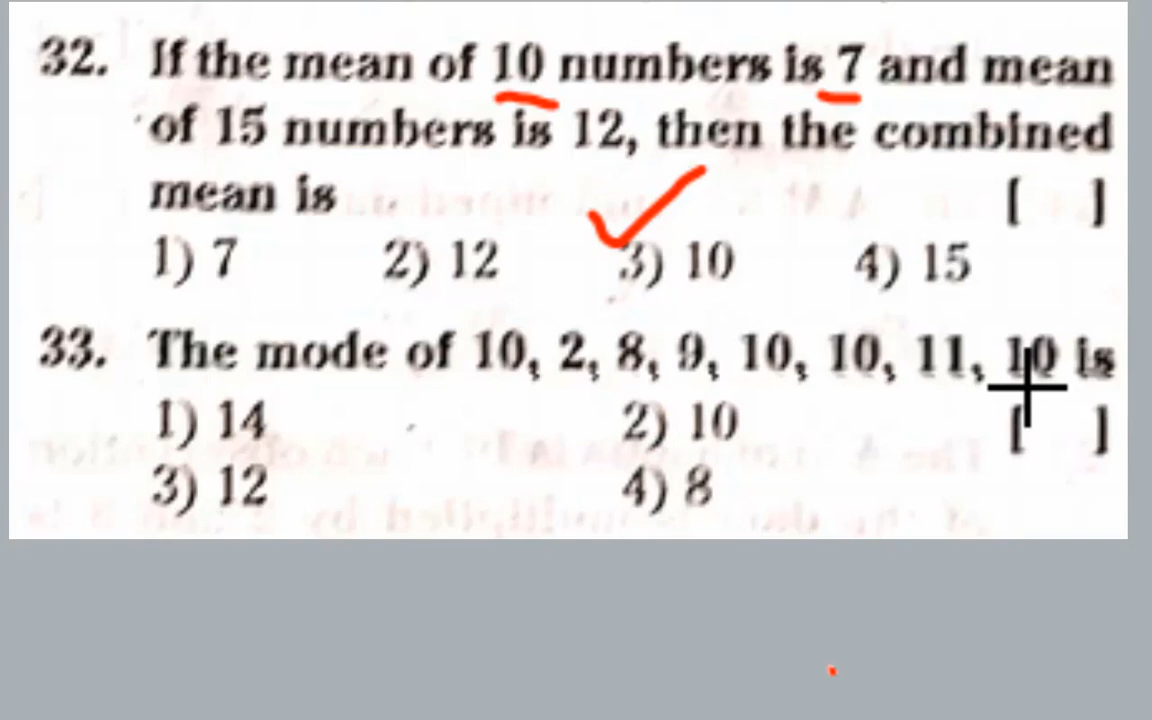 32. If the mean of 10 numbers is 7 and mean
of 15 numbers is 12, then the combined
mean is [ ]
1) 7 2) 12 3) 10 4) 15
33. The mode of 10, 2, 8, 9, 10, 10, 11, 10 is
1) 14 2) 10 [ ]
3) 12 4) 8